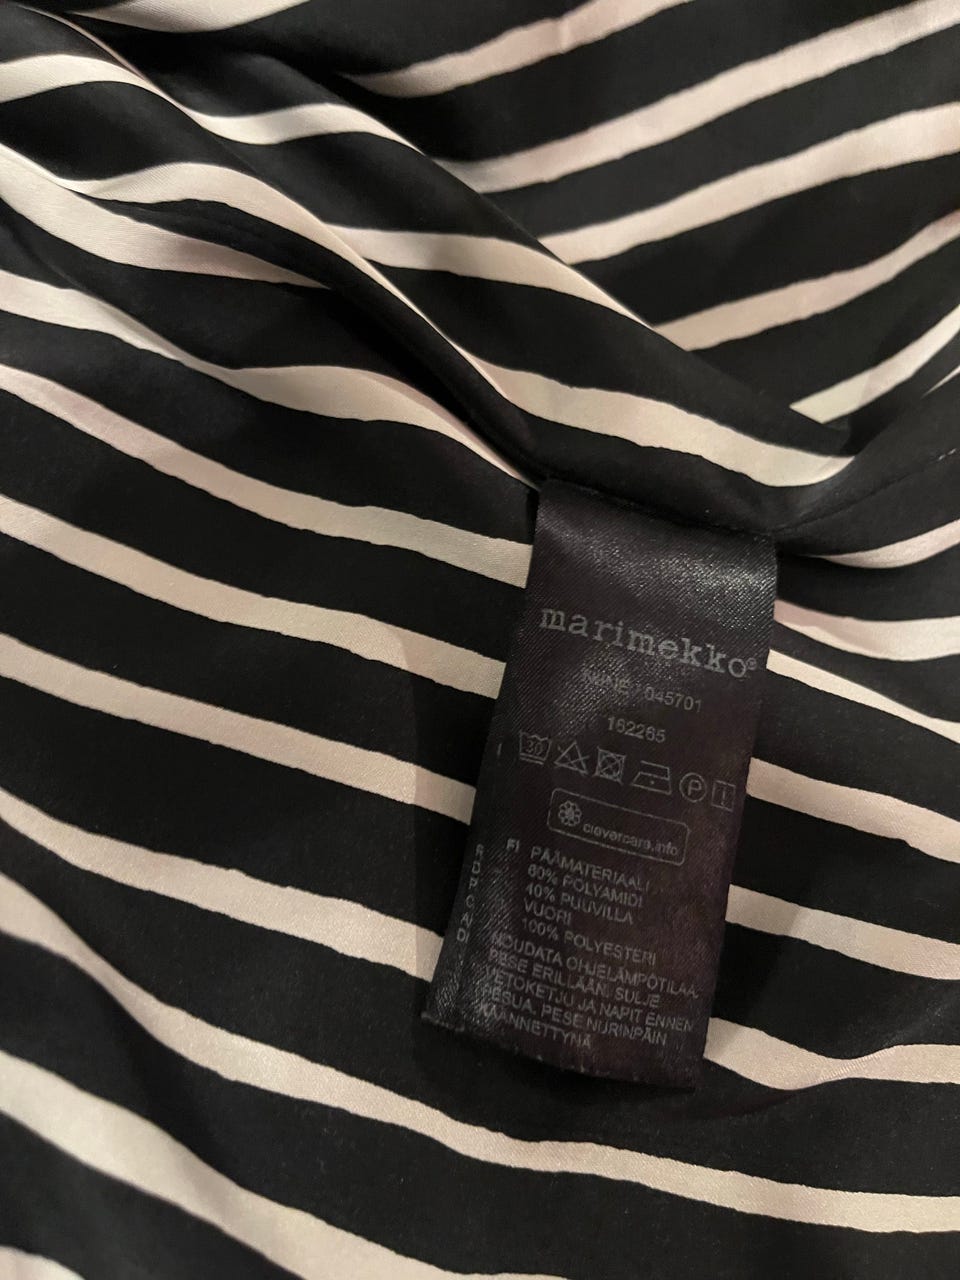 marimekko®
045701
162265
30
P
clevercare.info
FI PÄÄMATERIAALI
60% POLYAMIDI
40% PUUVILLA
VUORI
100% POLYESTERI
NOUDATA OHJELÄMPÖTILAA,
PESE ERILLÄÄN, SULJE
VETOKETJU JA NAPIT ENNEN
PESUA, PESE NURINPÄIN
KÄÄNNETTYNÄ